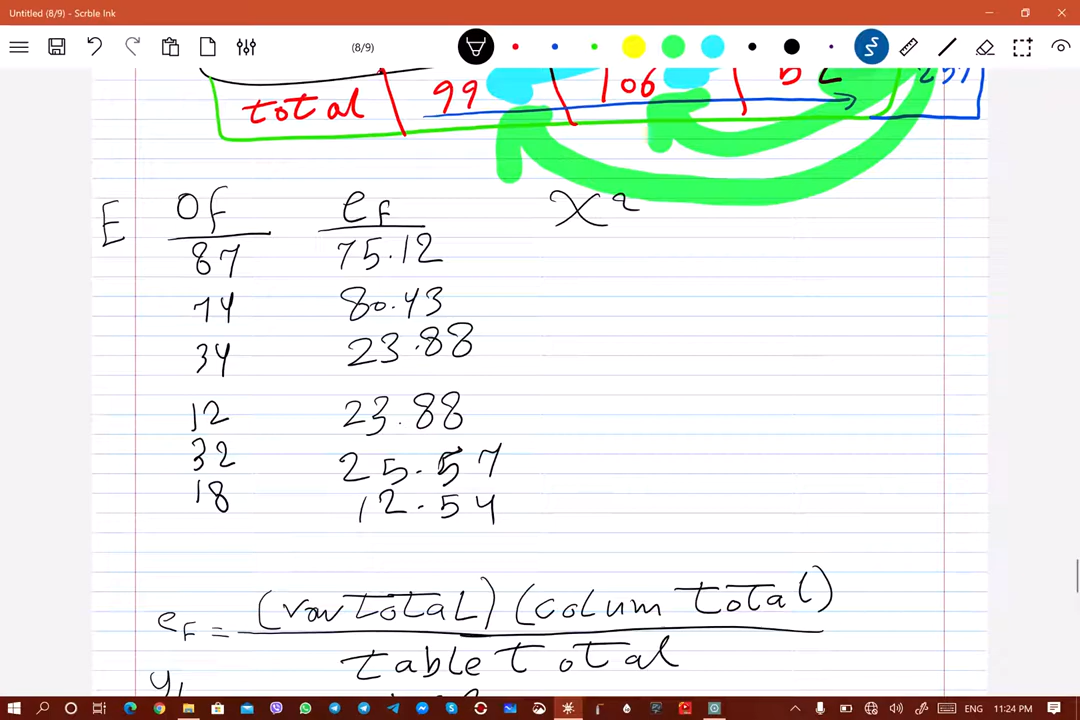 Untitled (8/9) - Scrble Ink
(8/9)
total 99 106 52 257
E OF eF X²
87 75.12
74 80.43
34 23.88
12 23.88
32 25.57
18 12.54
eF = (row total) (colum total)
table total
ENG 11:24 PM